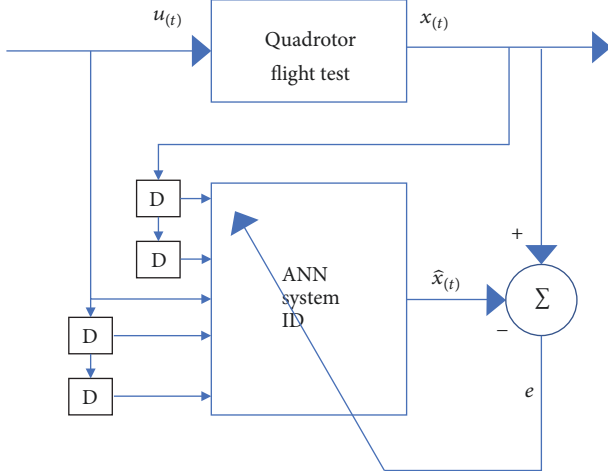 u(t)
Quadrotor
flight test
x(t)
D
D
ANN
system
ID
x̂(t)
+
−
Σ
D
D
e